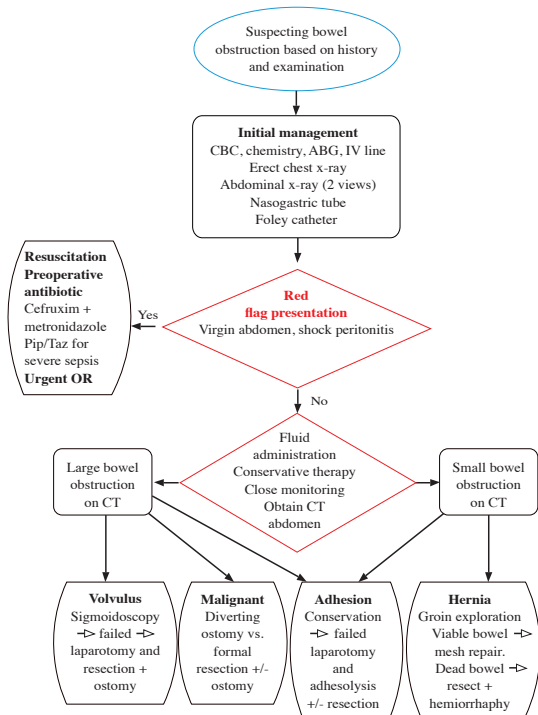 Suspecting bowel
obstruction based on history
and examination
Initial management
CBC, chemistry, ABG, IV line
Erect chest x-ray
Abdominal x-ray (2 views)
Nasogastric tube
Foley catheter
Red
flag presentation
Virgin abdomen, shock peritonitis
Yes
Resuscitation
Preoperative
antibiotic
Cefruxim +
metronidazole
Pip/Taz for
severe sepsis
Urgent OR
No
Fluid
administration
Conservative therapy
Close monitoring
Obtain CT
abdomen
Large bowel
obstruction
on CT
Small bowel
obstruction
on CT
Volvulus
Sigmoidoscopy
→ failed →
laparotomy and
resection +
ostomy
Malignant
Diverting
ostomy vs.
formal
resection +/-
ostomy
Adhesion
Conservation
→ failed
laparotomy
and
adhesolysis
+/- resection
Hernia
Groin exploration
Viable bowel →
mesh repair.
Dead bowel →
resect +
hemiorrhaphy